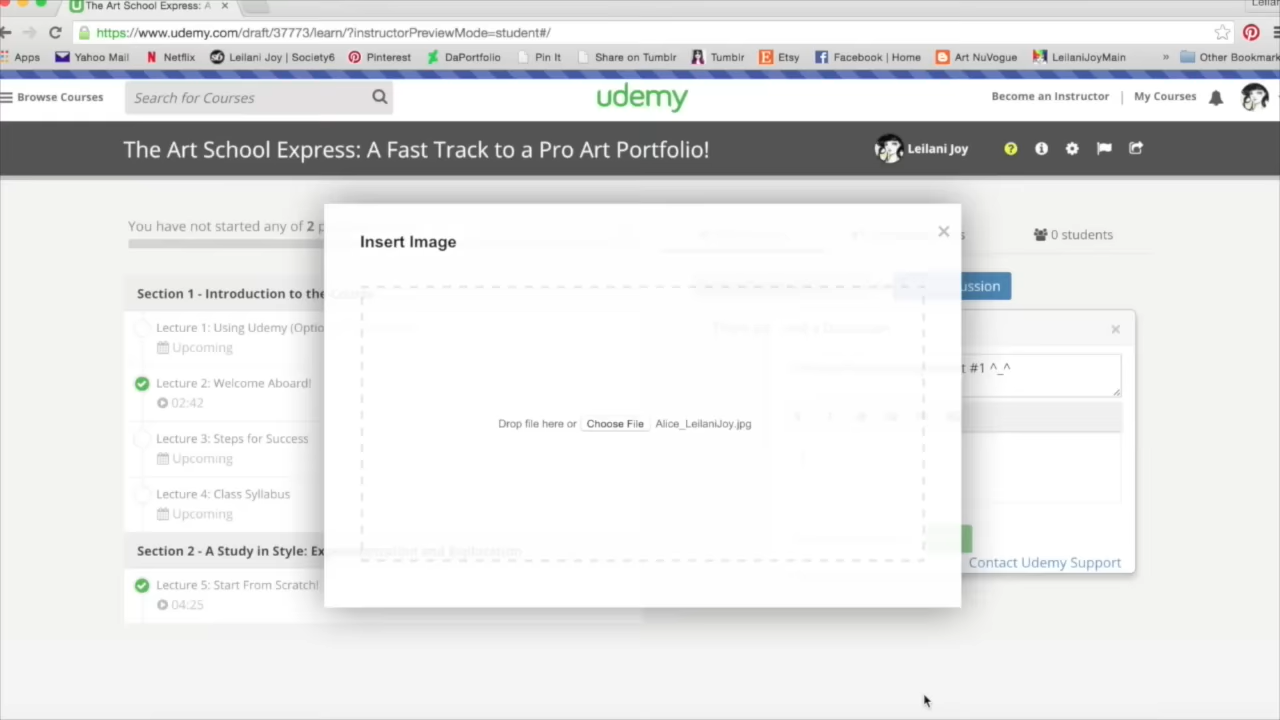 The Art School Express: A
Leilan
https://www.udemy.com/draft/37773/learn/?instructorPreviewMode=student#/
Apps Yahoo Mail Netflix Leilani Joy | Society6 Pinterest DaPortfolio Pin It Share on Tumblr Tumblr Etsy Facebook | Home Art NuVogue LeilaniJoyMain » Other Bookmark
Browse Courses Search for Courses udemy Become an Instructor | My Courses
The Art School Express: A Fast Track to a Pro Art Portfolio! Leilani Joy
You have not started any of 2 p
0 students
Insert Image ×
Section 1 - Introduction to the
ussion
Lecture 1: Using Udemy (Optio
Upcoming
×
Lecture 2: Welcome Aboard!
02:42
t #1 ^_^
Drop file here or Choose File Alice_LeilaniJoy.jpg
Lecture 3: Steps for Success
Upcoming
Lecture 4: Class Syllabus
Upcoming
Section 2 - A Study in Style: Ex
Contact Udemy Support
Lecture 5: Start From Scratch!
04:25